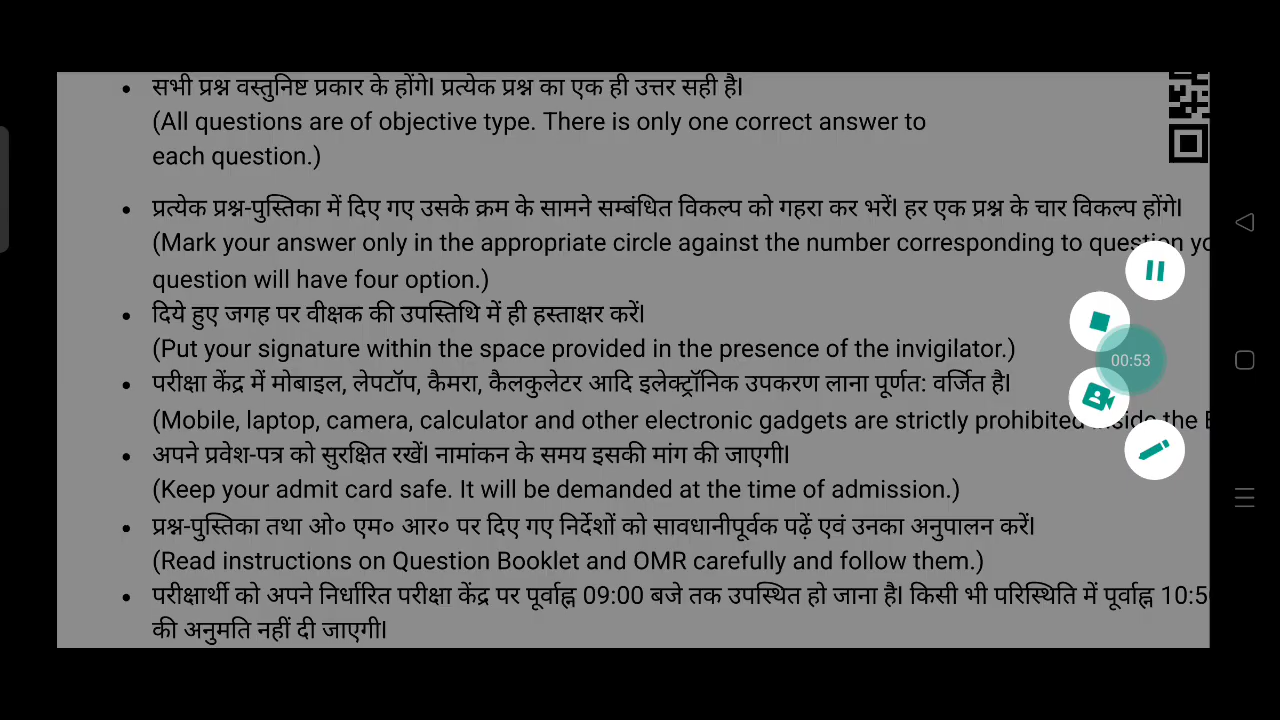 सभी प्रश्न वस्तुनिष्ट प्रकार के होंगे। प्रत्येक प्रश्न का एक ही उत्तर सही है।
(All questions are of objective type. There is only one correct answer to
each question.)
प्रत्येक प्रश्न-पुस्तिका में दिए गए उसके क्रम के सामने सम्बंधित विकल्प को गहरा कर भरें। हर एक प्रश्न के चार विकल्प होंगे।
(Mark your answer only in the appropriate circle against the number corresponding to question
question will have four option.)
दिये हुए जगह पर वीक्षक की उपस्तिथि में ही हस्ताक्षर करें।
(Put your signature within the space provided in the presence of the invigilator.)
00:53
परीक्षा केंद्र में मोबाइल, लेपटॉप, कैमरा, कैलकुलेटर आदि इलेक्ट्रॉनिक उपकरण लाना पूर्णत: वर्जित है।
(Mobile, laptop, camera, calculator and other electronic gadgets are strictly prohibited inside the
अपने प्रवेश-पत्र को सुरक्षित रखें। नामांकन के समय इसकी मांग की जाएगी।
(Keep your admit card safe. It will be demanded at the time of admission.)
प्रश्न-पुस्तिका तथा ओ० एम० आर० पर दिए गए निर्देशों को सावधानीपूर्वक पढ़ें एवं उनका अनुपालन करें।
(Read instructions on Question Booklet and OMR carefully and follow them.)
परीक्षार्थी को अपने निर्धारित परीक्षा केंद्र पर पूर्वाह्न 09:00 बजे तक उपस्थित हो जाना है। किसी भी परिस्थिति में पूर्वाह्न
की अनुमति नहीं दी जाएगी।